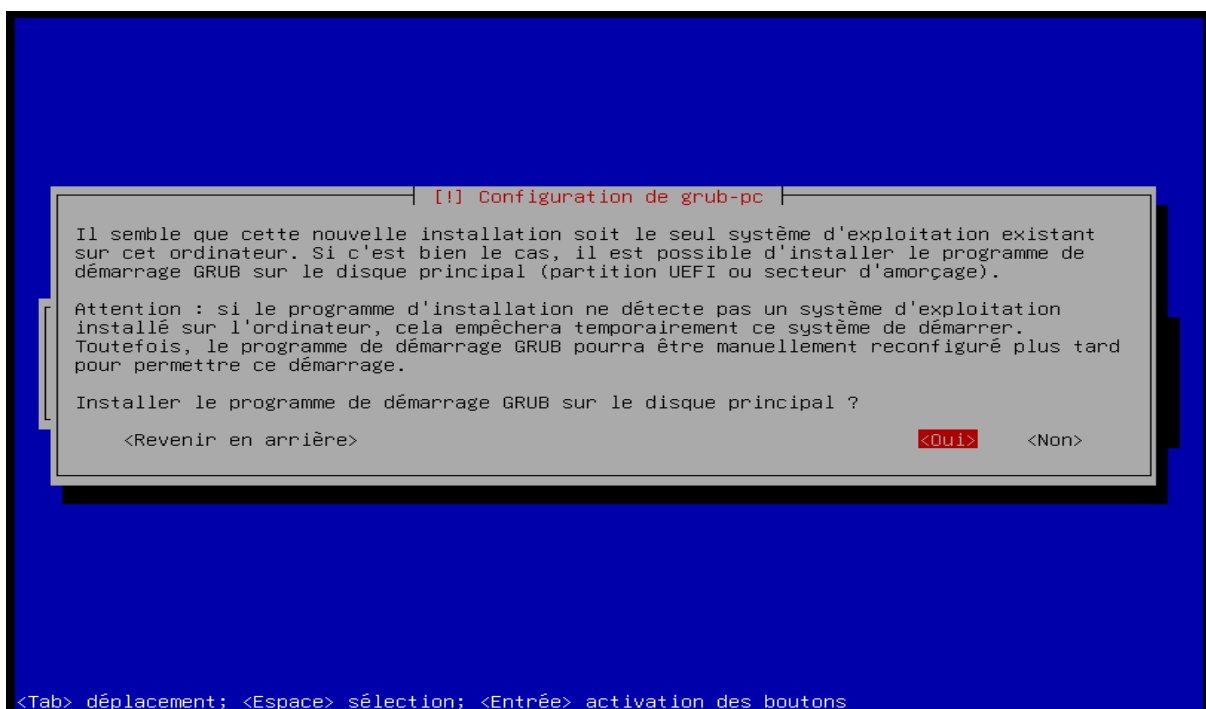 [!] Configuration de grub-pc
Il semble que cette nouvelle installation soit le seul système d'exploitation existant
sur cet ordinateur. Si c'est bien le cas, il est possible d'installer le programme de
démarrage GRUB sur le disque principal (partition UEFI ou secteur d'amorçage).
Attention : si le programme d'installation ne détecte pas un système d'exploitation
installé sur l'ordinateur, cela empêchera temporairement ce système de démarrer.
Toutefois, le programme de démarrage GRUB pourra être manuellement reconfiguré plus tard
pour permettre ce démarrage.
Installer le programme de démarrage GRUB sur le disque principal ?
<Revenir en arrière> <Oui> <Non>
<Tab> déplacement; <Espace> sélection; <Entrée> activation des boutons